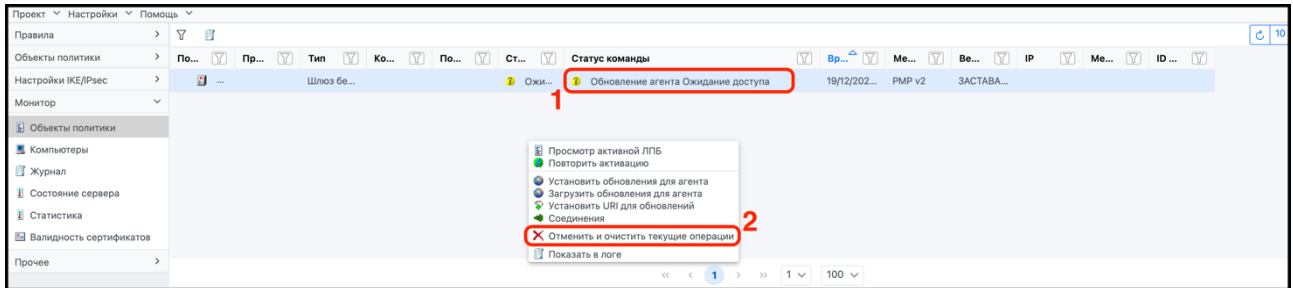 Проект Настройки Помощь
Правила
10
Объекты политики
По... Пр... Тип Ко... По... Ст... Статус команды Вр... Ме... Ве... IP Ме... ID ...
Настройки IKE/IPsec
... Шлюз бе... Ожи... Обновление агента Ожидание доступа 19/12/202... PMP v2 ЗАСТАВА...
1
Монитор
Объекты политики
Компьютеры
Журнал
Состояние сервера
Статистика
Валидность сертификатов
Прочее
Просмотр активной ЛПБ
Повторить активацию
Установить обновления для агента
Загрузить обновления для агента
Установить URI для обновлений
Соединения
2
Отменить и очистить текущие операции
Показать в логе
« ‹ 1 › » 1 100